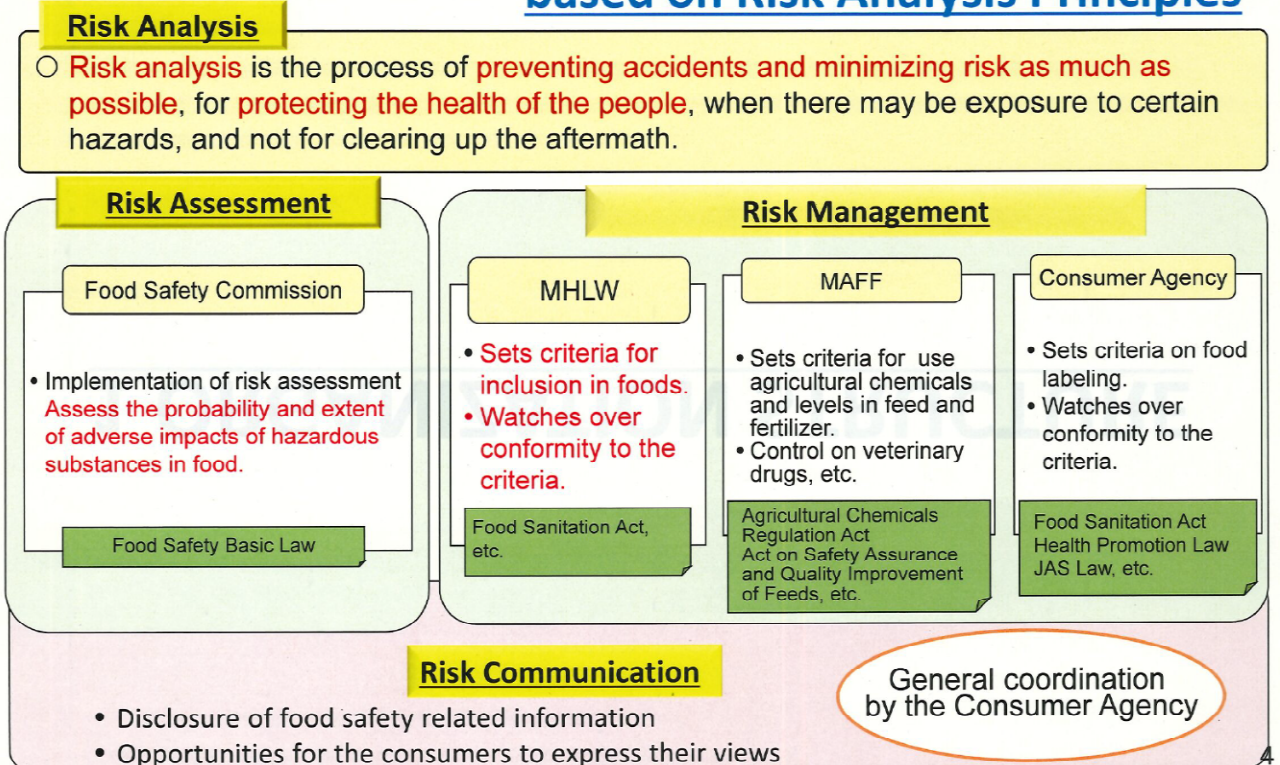 based on Risk Analysis Principles
Risk Analysis
○ Risk analysis is the process of preventing accidents and minimizing risk as much as
possible, for protecting the health of the people, when there may be exposure to certain
hazards, and not for clearing up the aftermath.
Risk Assessment
Food Safety Commission
• Implementation of risk assessment
Assess the probability and extent
of adverse impacts of hazardous
substances in food.
Food Safety Basic Law
Risk Management
MHLW
• Sets criteria for
inclusion in foods.
• Watches over
conformity to the
criteria.
Food Sanitation Act,
etc.
MAFF
• Sets criteria for use
agricultural chemicals
and levels in feed and
fertilizer.
• Control on veterinary
drugs, etc.
Agricultural Chemicals
Regulation Act
Act on Safety Assurance
and Quality Improvement
of Feeds, etc.
Consumer Agency
• Sets criteria on food
labeling.
• Watches over
conformity to the
criteria.
Food Sanitation Act
Health Promotion Law
JAS Law, etc.
Risk Communication
• Disclosure of food safety related information
• Opportunities for the consumers to express their views
General coordination
by the Consumer Agency
4